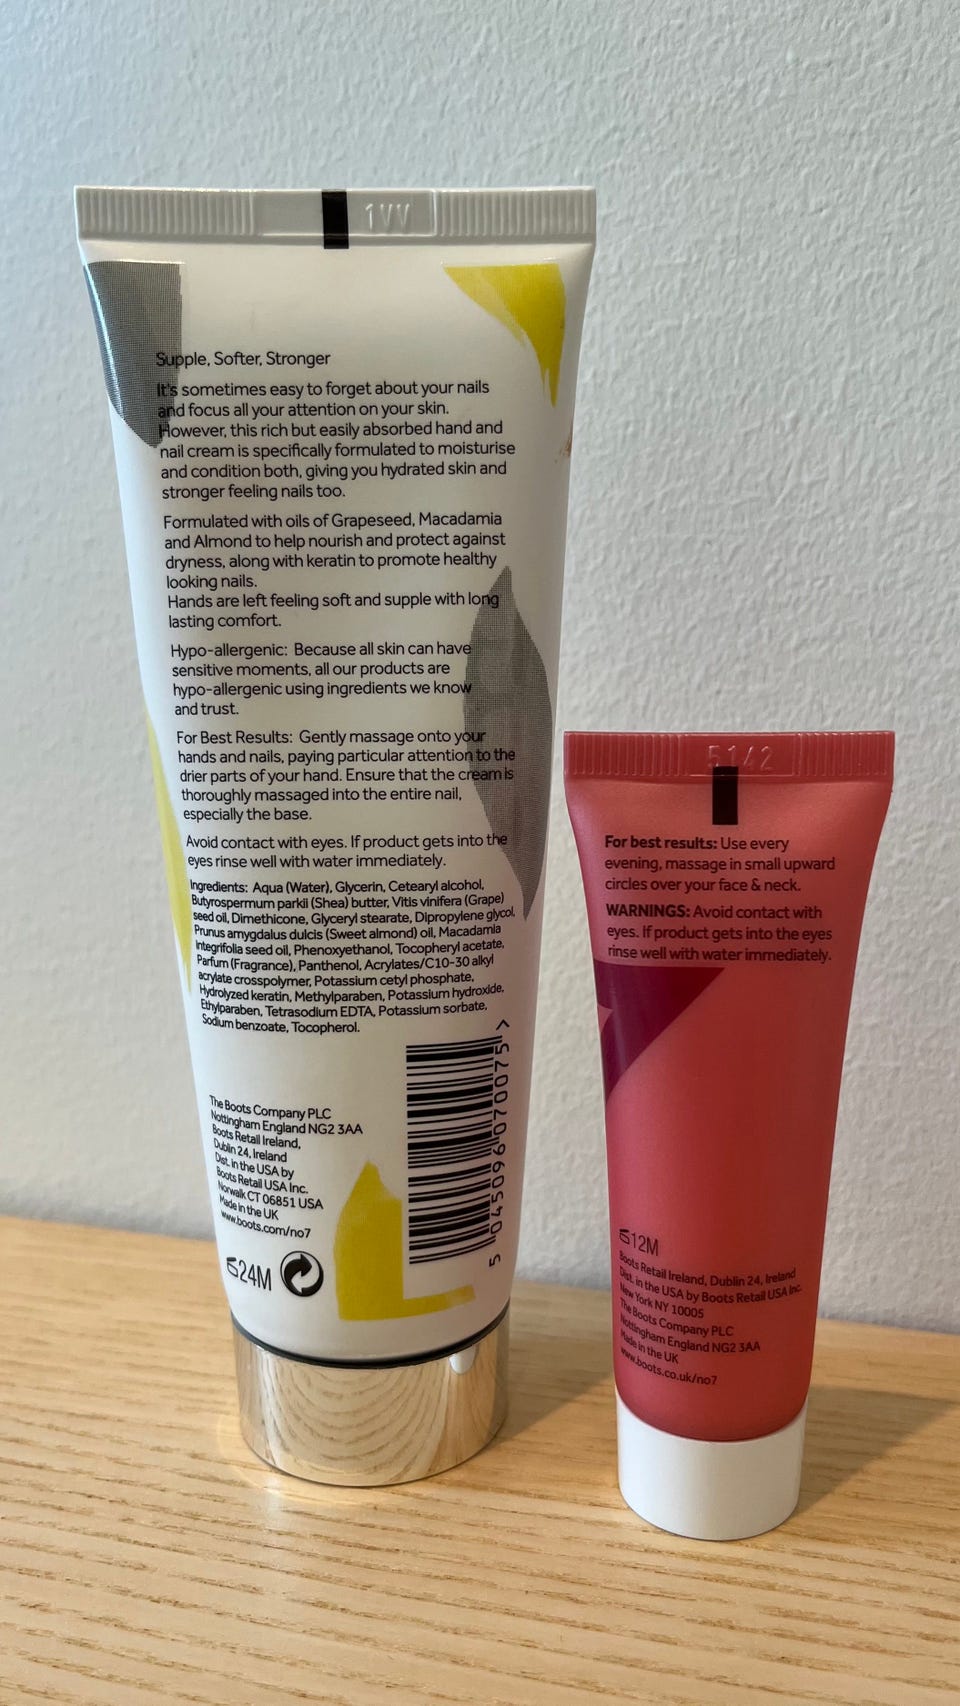 1VV
Supple, Softer, Stronger
It's sometimes easy to forget about your nails
and focus all your attention on your skin.
However, this rich but easily absorbed hand and
nail cream is specifically formulated to moisturise
and condition both, giving you hydrated skin and
stronger feeling nails too.
Formulated with oils of Grapeseed, Macadamia
and Almond to help nourish and protect against
dryness, along with keratin to promote healthy
looking nails.
Hands are left feeling soft and supple with long
lasting comfort.
Hypo-allergenic: Because all skin can have
sensitive moments, all our products are
hypo-allergenic using ingredients we know
and trust.
For Best Results: Gently massage onto your
hands and nails, paying particular attention to the
drier parts of your hand. Ensure that the cream is
thoroughly massaged into the entire nail,
especially the base.
Avoid contact with eyes. If product gets into the
eyes rinse well with water immediately.
Ingredients: Aqua (Water), Glycerin, Cetearyl alcohol,
Butyrospermum parkii (Shea) butter, Vitis vinifera (Grape)
seed oil, Dimethicone, Glyceryl stearate, Dipropylene glycol,
Prunus amygdalus dulcis (Sweet almond) oil, Macadamia
integrifolia seed oil, Phenoxyethanol, Tocopheryl acetate,
Parfum (Fragrance), Panthenol, Acrylates/C10-30 alkyl
acrylate crosspolymer, Potassium cetyl phosphate,
Hydrolyzed keratin, Methylparaben, Potassium hydroxide,
Ethylparaben, Tetrasodium EDTA, Potassium sorbate,
Sodium benzoate, Tocopherol.
The Boots Company PLC
Nottingham England NG2 3AA
Boots Retail Ireland,
Dublin 24, Ireland
Dist. in the USA by
Boots Retail USA Inc.
Norwalk CT 06851 USA
Made in the UK
www.boots.com/no7
24M
5 045096 070075 >
5142
For best results: Use every
evening, massage in small upward
circles over your face & neck.
WARNINGS: Avoid contact with
eyes. If product gets into the eyes
rinse well with water immediately.
12M
Boots Retail Ireland, Dublin 24, Ireland
Dist. in the USA by Boots Retail USA Inc.
New York NY 10005
The Boots Company PLC
Nottingham England NG2 3AA
Made in the UK
www.boots.co.uk/no7